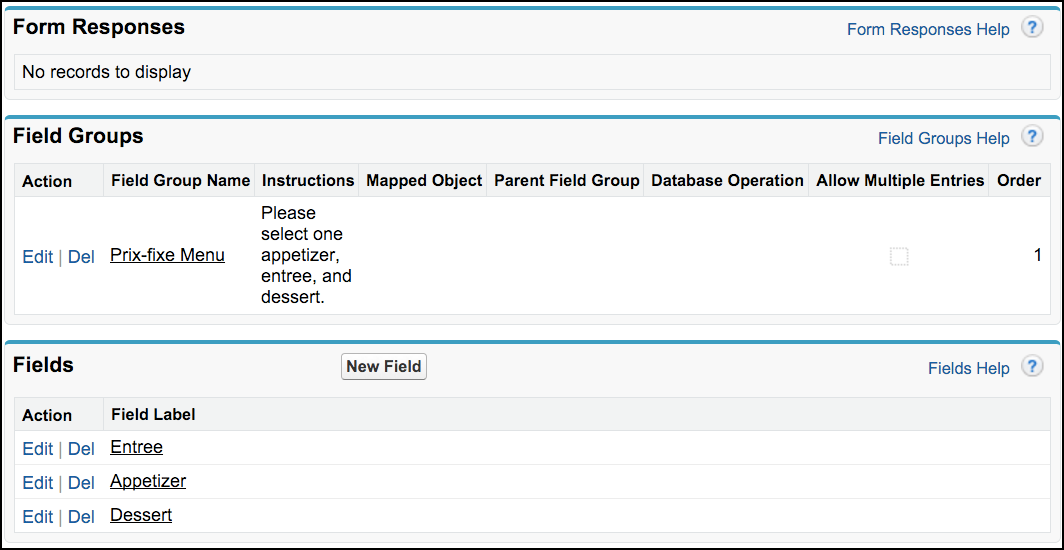 Form Responses
Form Responses Help ?
No records to display
Field Groups
Field Groups Help ?
Action Field Group Name Instructions Mapped Object Parent Field Group Database Operation Allow Multiple Entries Order
Please
select one
Edit | Del Prix-fixe Menu appetizer, 1
entree, and
dessert.
Fields
New Field
Fields Help ?
Action Field Label
Edit | Del Entree
Edit | Del Appetizer
Edit | Del Dessert